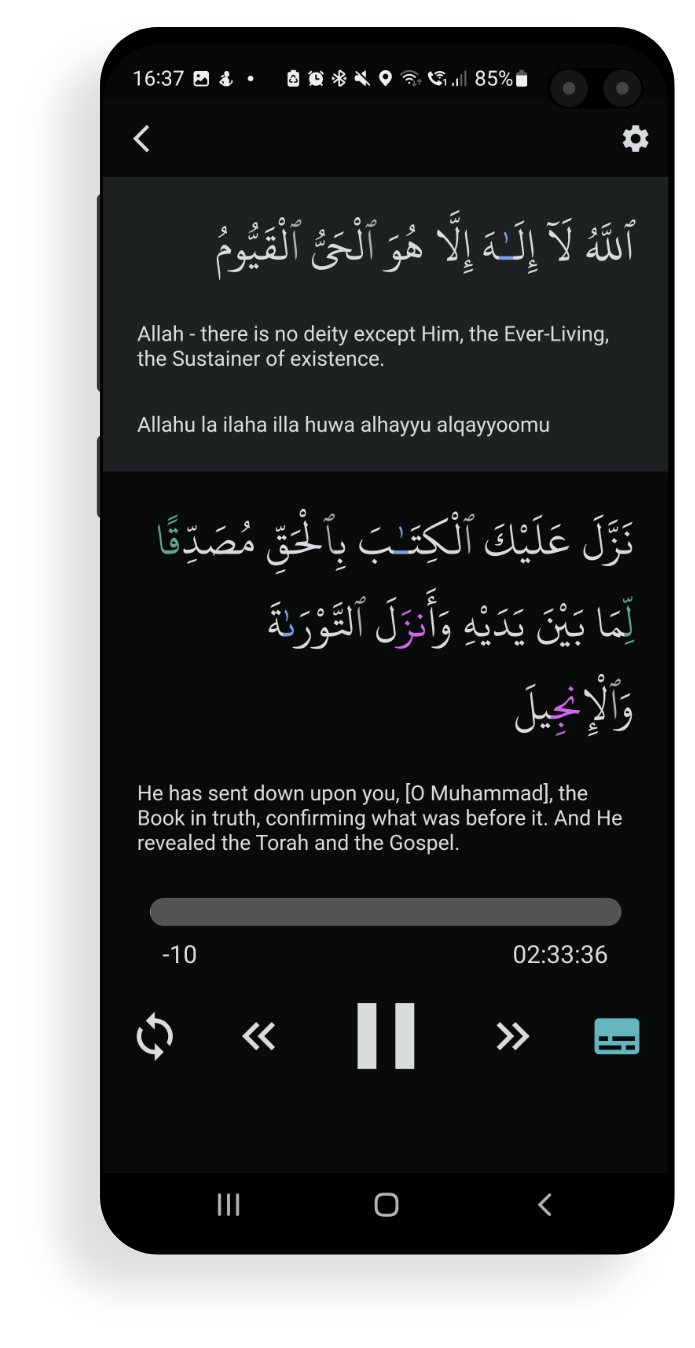 16:37 85%
ٱللَّهُ لَآ إِلَـٰهَ إِلَّا هُوَ ٱلْحَىُّ ٱلْقَيُّومُ
Allah - there is no deity except Him, the Ever-Living,
the Sustainer of existence.
Allahu la ilaha illa huwa alhayyu alqayyoomu
نَزَّلَ عَلَيْكَ ٱلْكِتَـٰبَ بِٱلْحَقِّ مُصَدِّقًا
لِّمَا بَيْنَ يَدَيْهِ وَأَنزَلَ ٱلتَّوْرَىٰةَ
وَٱلْإِنجِيلَ
He has sent down upon you, [O Muhammad], the
Book in truth, confirming what was before it. And He
revealed the Torah and the Gospel.
-10 02:33:36